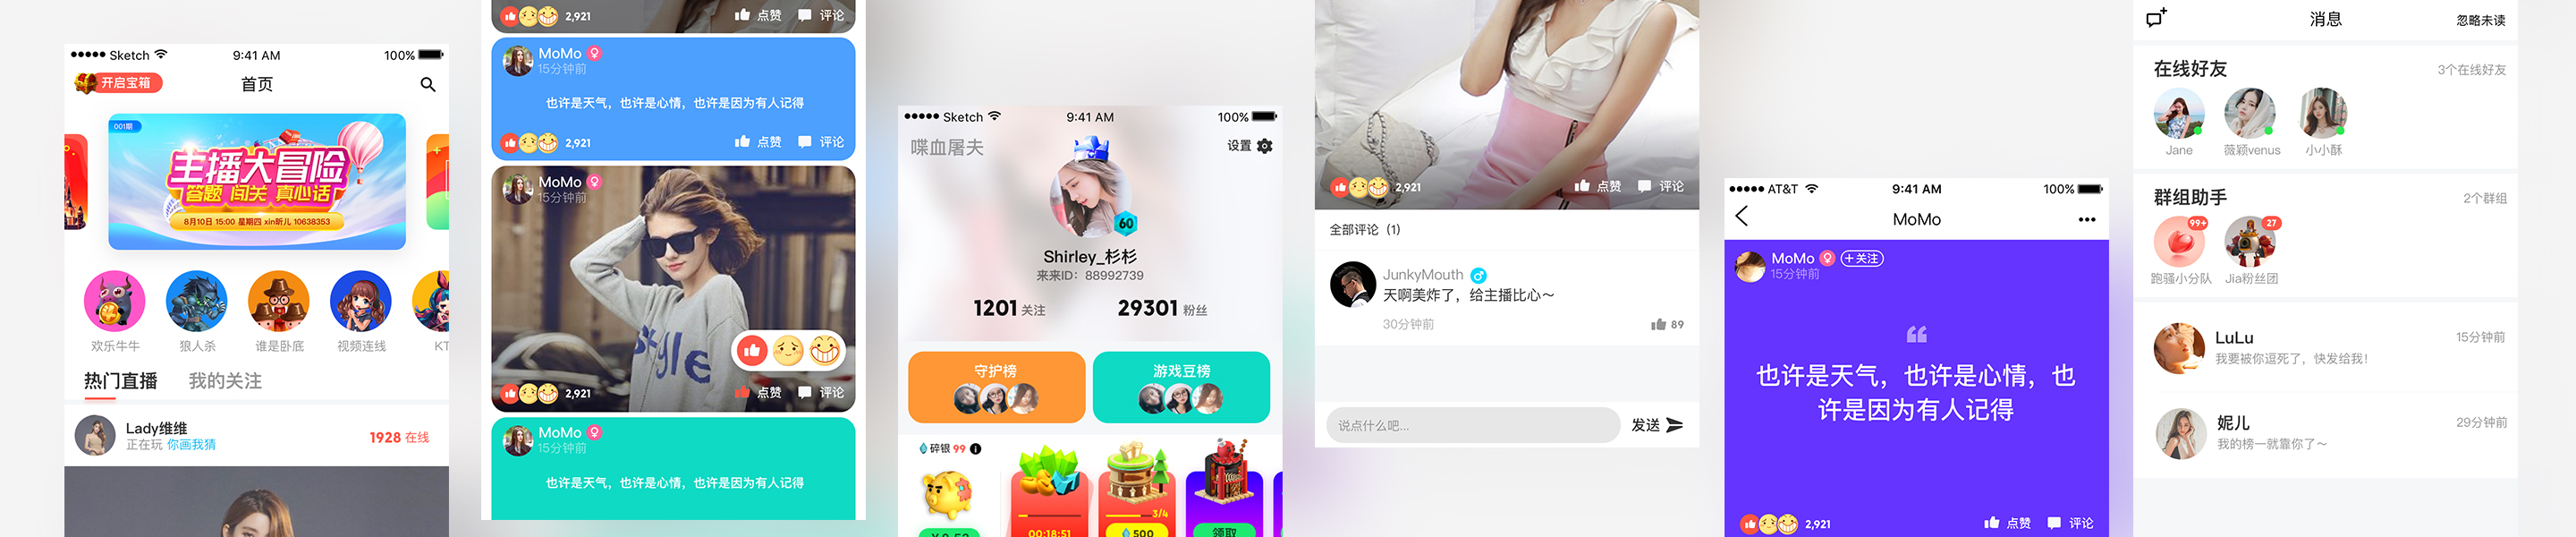 ●●●●● Sketch 9:41 AM 100%
开启宝箱 首页
001期
主播大冒险
答题 闯关 真心话
8月10日 15:00 星期四 xin昕儿 10638353
欢乐牛牛 狼人杀 谁是卧底 视频连线 KT
热门直播 我的关注
Lady维维
正在玩 你画我猜
1928 在线
2,921 点赞 评论
MoMo
15分钟前
也许是天气，也许是心情，也许是因为有人记得
2,921 点赞 评论
MoMo
15分钟前
style
2,921 点赞 评论
MoMo
15分钟前
也许是天气，也许是心情，也许是因为有人记得
●●●●● Sketch 9:41 AM 100%
喋血屠夫 设置
60
Shirley_杉杉
来来ID：88992739
1201 关注 29301 粉丝
守护榜 游戏豆榜
碎银 99
3/4
00:18:51 500 领取
2,921 点赞 评论
全部评论（1）
JunkyMouth
天啊美炸了，给主播比心～
30分钟前 89
说点什么吧... 发送
●●●●● AT&T 9:41 AM 100%
MoMo
MoMo +关注
15分钟前
也许是天气，也许是心情，也
许是因为有人记得
2,921 点赞 评论
消息 忽略未读
在线好友 3个在线好友
Jane 薇颖venus 小小酥
群组助手 2个群组
99+ 27
跑骚小分队 Jia粉丝团
LuLu 15分钟前
我要被你逗死了，快发给我！
妮儿 29分钟前
我的榜一就靠你了～